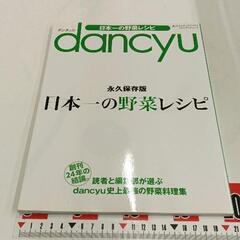 日本一の野菜レシピ
dancyu
永久保存版
日本一の野菜レシピ
創刊
24年の
結論
読者と編集部が選ぶ
dancyu史上最強の野菜料理集